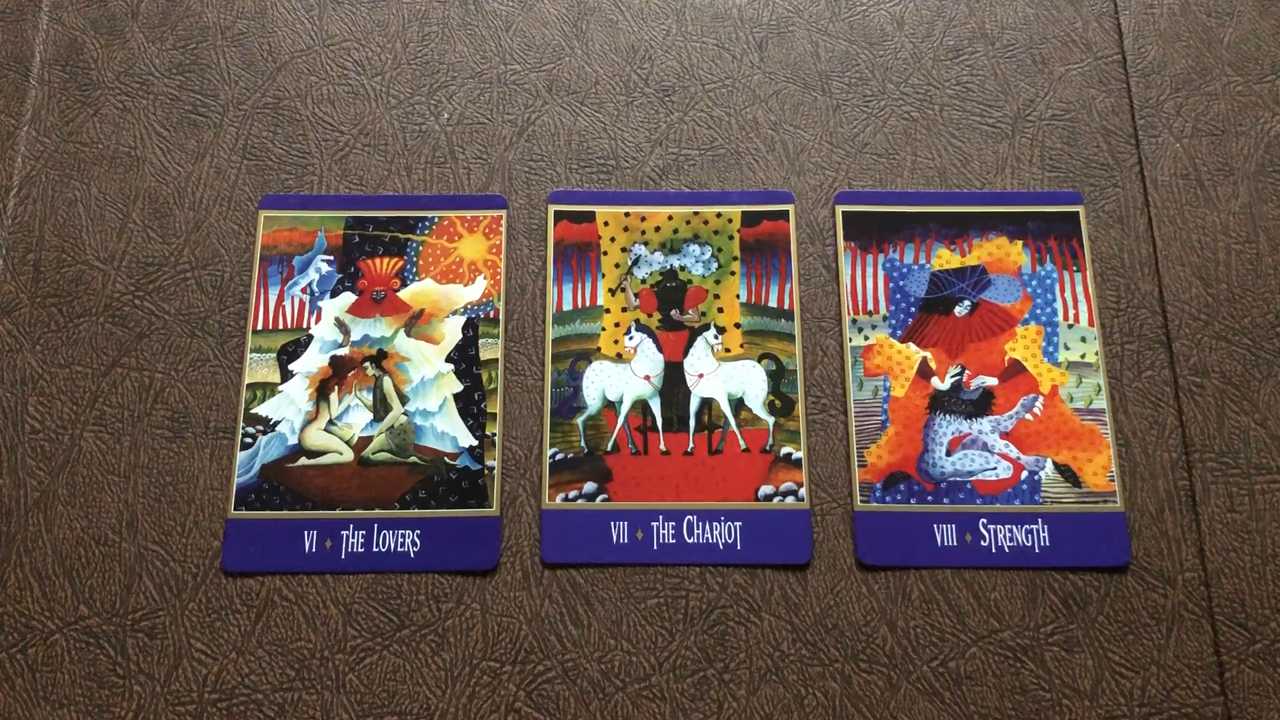 VI ♦ THE LOVERS
VII ♦ THE CHARIOT
VIII ♦ STRENGTH